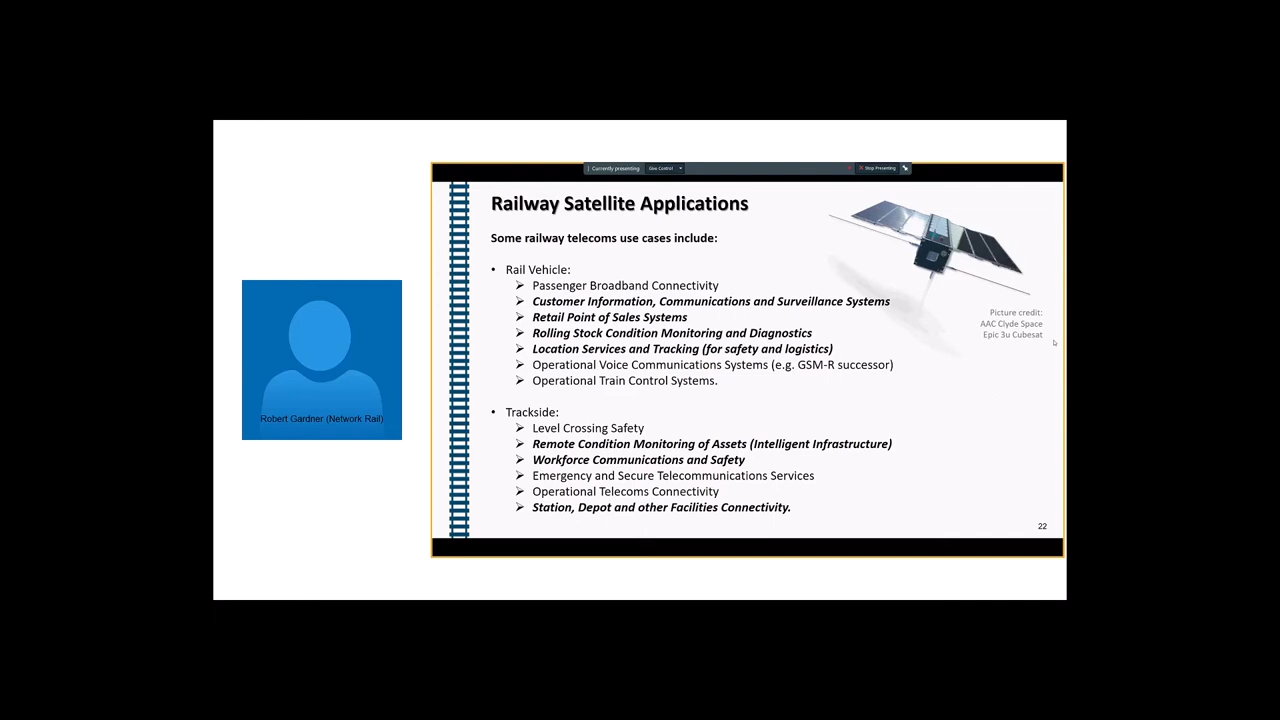 Currently presenting
Give Control
Stop Presenting
Railway Satellite Applications
Some railway telecoms use cases include:
• Rail Vehicle:
➢ Passenger Broadband Connectivity
➢ Customer Information, Communications and Surveillance Systems
➢ Retail Point of Sales Systems
➢ Rolling Stock Condition Monitoring and Diagnostics
➢ Location Services and Tracking (for safety and logistics)
➢ Operational Voice Communications Systems (e.g. GSM-R successor)
➢ Operational Train Control Systems.
Picture credit:
AAC Clyde Space
Epic 3u Cubesat
• Trackside:
➢ Level Crossing Safety
➢ Remote Condition Monitoring of Assets (Intelligent Infrastructure)
➢ Workforce Communications and Safety
➢ Emergency and Secure Telecommunications Services
➢ Operational Telecoms Connectivity
➢ Station, Depot and other Facilities Connectivity.
22
Robert Gardner (Network Rail)